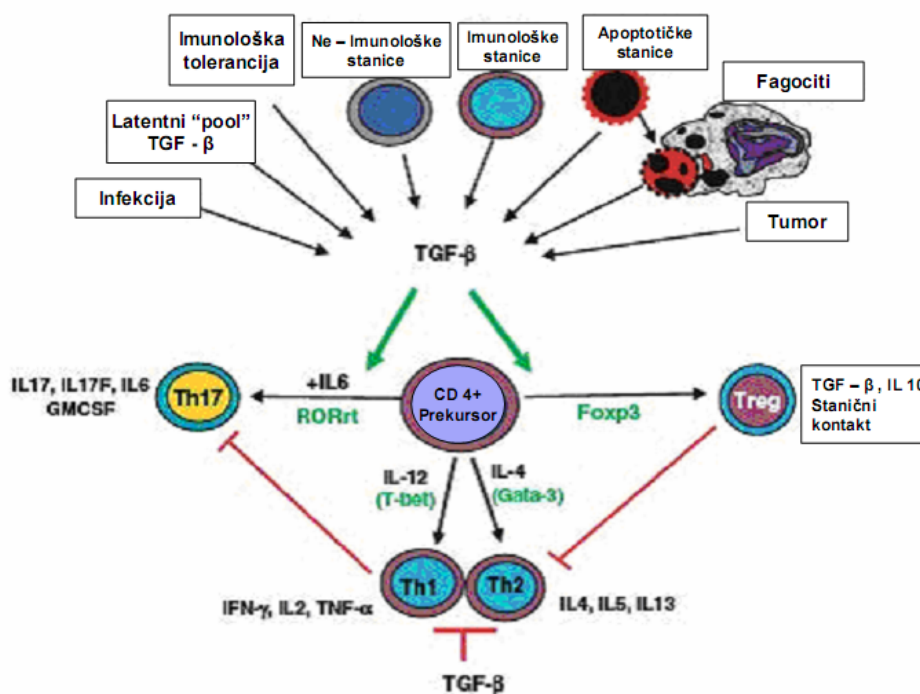 Imunološka
tolerancija
Ne – Imunološke
stanice
Imunološke
stanice
Apoptotičke
stanice
Fagociti
Latentni "pool"
TGF - β
Infekcija
Tumor
TGF-β
IL17, IL17F, IL6
GMCSF
Th17
+IL6
RORrt
CD 4+
Prekursor
Foxp3
Treg
TGF – β , IL 10
Stanični
kontakt
IL-12
(T-bet)
IL-4
(Gata-3)
Th1
Th2
IFN-γ, IL2, TNF-α
IL4, IL5, IL13
TGF-β